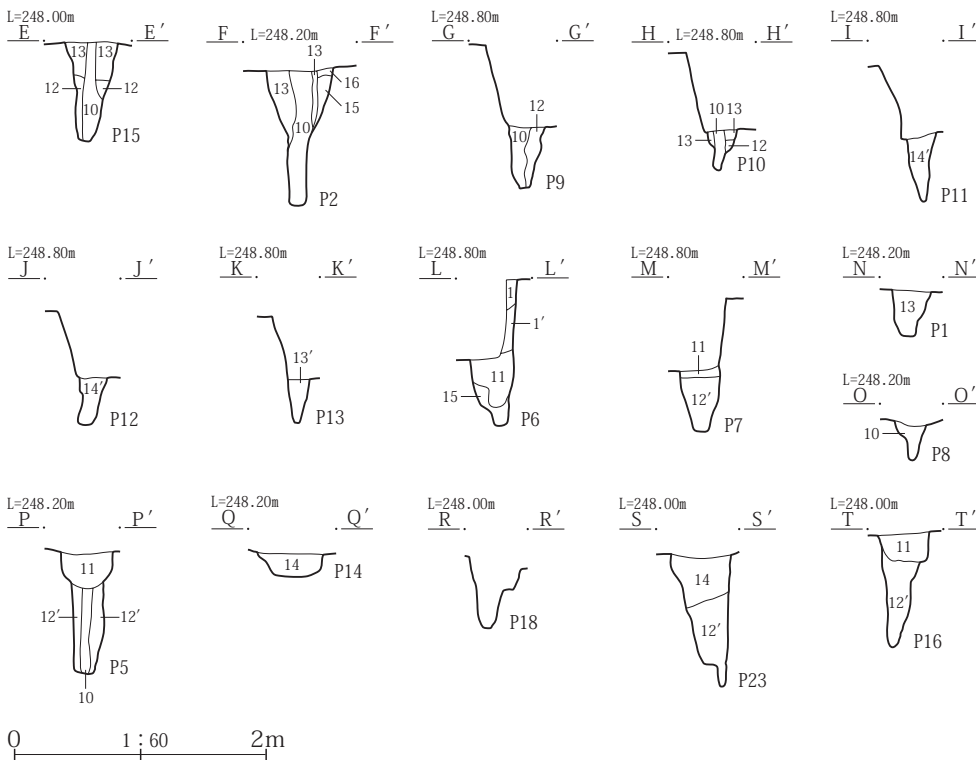 L=248.00m
E E′
13 13
12 12
10
P15
L=248.20m
F F′
13
13 16
15
10
P2
L=248.80m
G G′
12
10
P9
L=248.80m
H H′
10 13
13 12
P10
L=248.80m
I I′
14′
P11
L=248.80m
J J′
14′
P12
L=248.80m
K K′
13′
P13
L=248.80m
L L′
1
1′
11
15
P6
L=248.80m
M M′
11
12′
P7
L=248.20m
N N′
13
P1
L=248.20m
O O′
10
P8
L=248.20m
P P′
11
12′ 12′
P5
10
L=248.20m
Q Q′
14
P14
L=248.00m
R R′
P18
L=248.00m
S S′
14
12′
P23
L=248.00m
T T′
11
12′
P16
0 1:60 2m